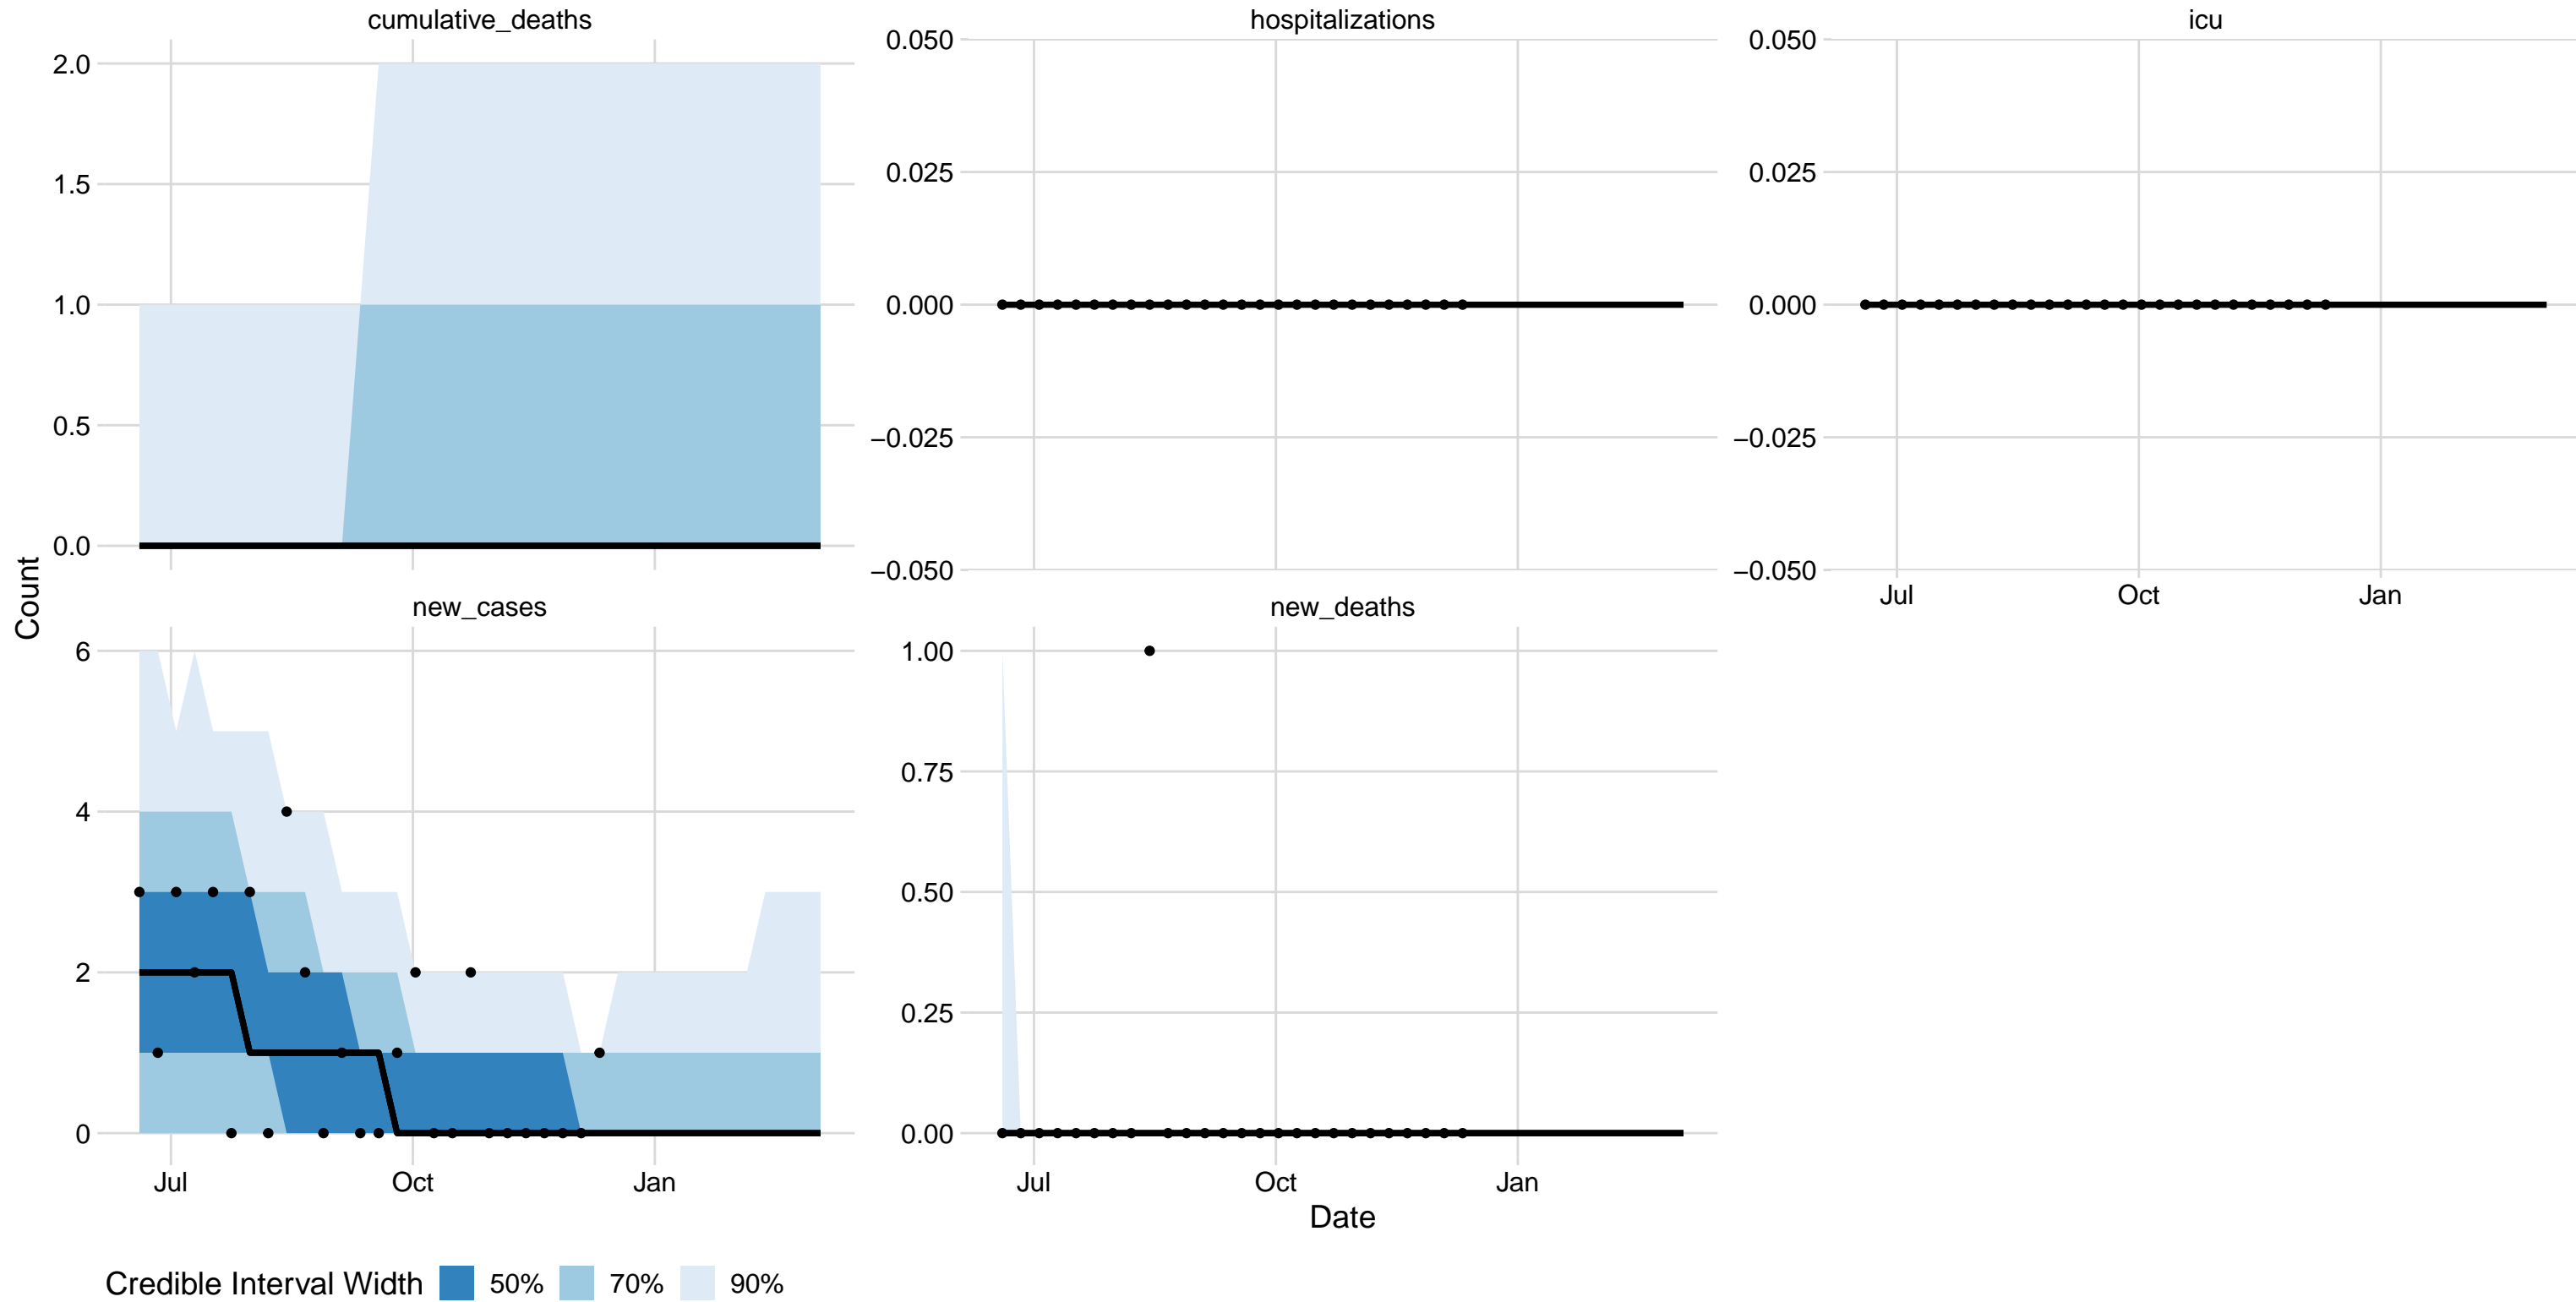 cumulative_deaths
hospitalizations
icu
2.0
1.5
1.0
0.5
0.0
0.050
0.025
0.000
−0.025
−0.050
0.050
0.025
0.000
−0.025
−0.050
Jul Oct Jan
Count
new_cases
new_deaths
6
4
2
0
Jul Oct Jan
1.00
0.75
0.50
0.25
0.00
Jul Oct Jan
Date
Credible Interval Width 50% 70% 90%